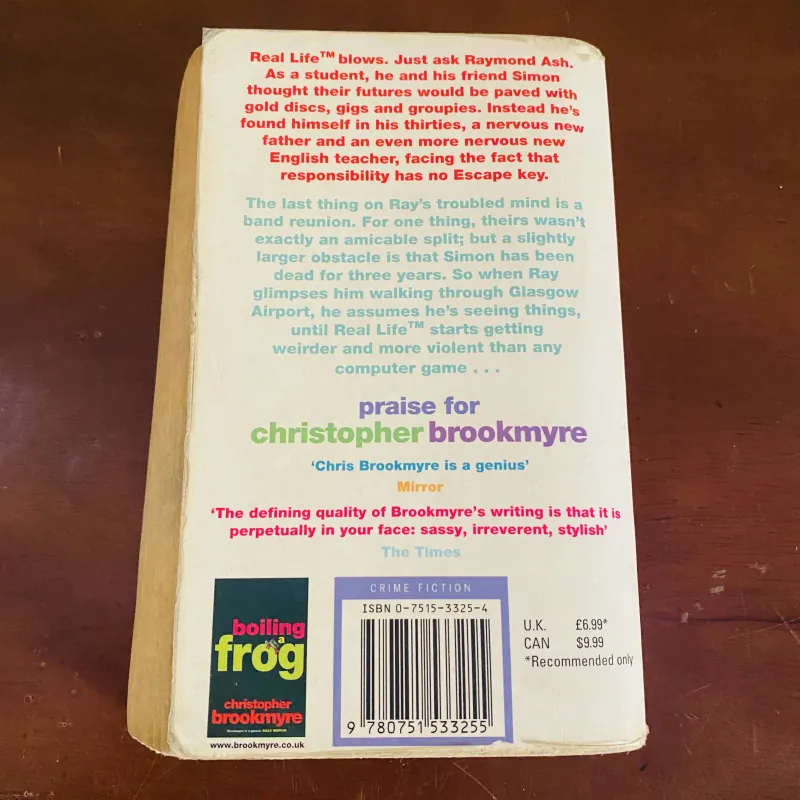 Real Life™ blows. Just ask Raymond Ash.
As a student, he and his friend Simon
thought their futures would be paved with
gold discs, gigs and groupies. Instead he's
found himself in his thirties, a nervous new
father and an even more nervous new
English teacher, facing the fact that
responsibility has no Escape key.
The last thing on Ray's troubled mind is a
band reunion. For one thing, theirs wasn't
exactly an amicable split; but a slightly
larger obstacle is that Simon has been
dead for three years. So when Ray
glimpses him walking through Glasgow
Airport, he assumes he's seeing things,
until Real Life™ starts getting
weirder and more violent than any
computer game . . .
praise for
christopher brookmyre
'Chris Brookmyre is a genius'
Mirror
'The defining quality of Brookmyre's writing is that it is
perpetually in your face: sassy, irreverent, stylish'
The Times
boiling
a
frog
christopher
brookmyre
www.brookmyre.co.uk
CRIME FICTION
ISBN 0-7515-3325-4
9 780751 533255
U.K. £6.99*
CAN $9.99
*Recommended only